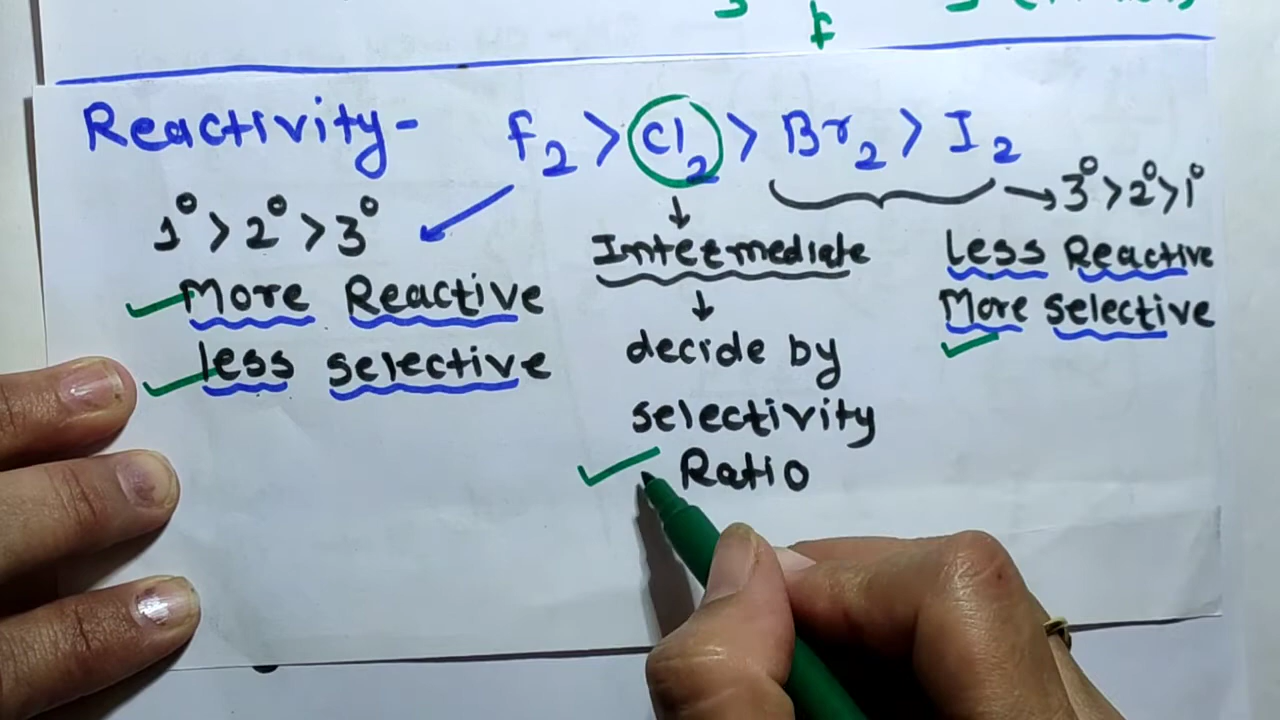 Reactivity- F₂ > Cl₂ > Br₂ > I₂
1° > 2° > 3°
More Reactive
less selective
Intermediate
decide by
selectivity
Ratio
3° > 2° > 1°
less Reactive
More selective